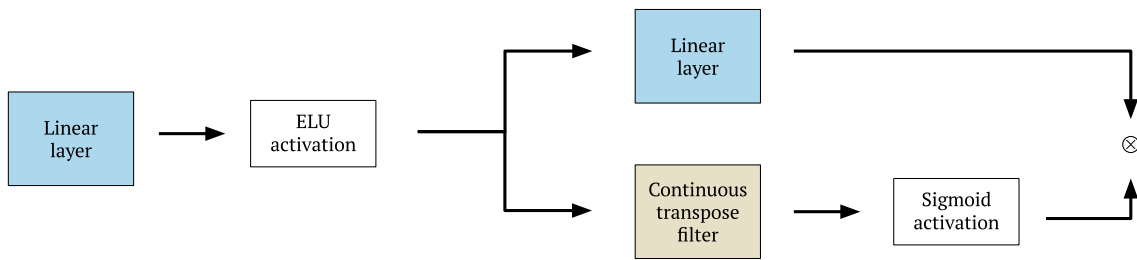 Linear
layer
ELU
activation
Linear
layer
Continuous
transpose
filter
Sigmoid
activation
⊗